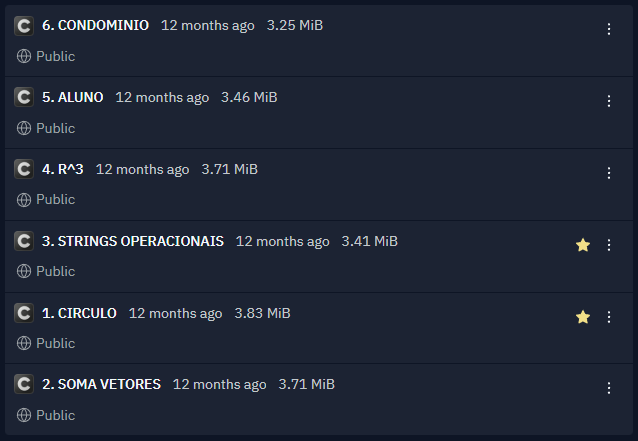 6. CONDOMINIO 12 months ago 3.25 MiB
Public
5. ALUNO 12 months ago 3.46 MiB
Public
4. R^3 12 months ago 3.71 MiB
Public
3. STRINGS OPERACIONAIS 12 months ago 3.41 MiB
Public
1. CIRCULO 12 months ago 3.83 MiB
Public
2. SOMA VETORES 12 months ago 3.71 MiB
Public